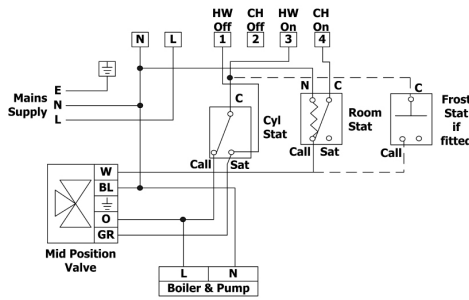 HW CH HW CH
Off Off On On
N L 1 2 3 4
E
Mains N
Supply L
C
N C
C
Cyl
Stat
Room
Stat
Frost
Stat
if
fitted
Call Sat
Call Sat
Call
W
BL
O
GR
Mid Position
Valve
L N
Boiler & Pump